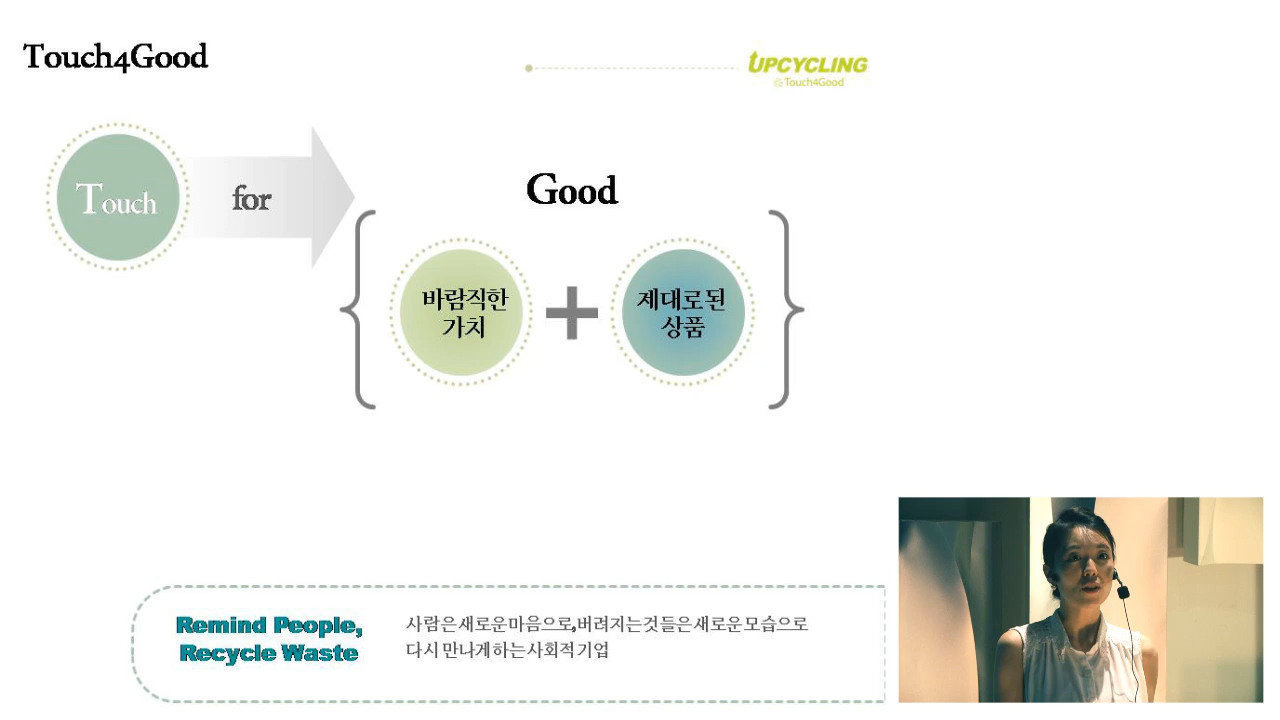 Touch4Good
UPCYCLING
Touch4Good
Touch
for
Good
바람직한
가치
제대로된
상품
Remind People,
Recycle Waste
사람은새로운마음으로,버려지는것들은새로운모습으로
다시 만나게하는사회적기업